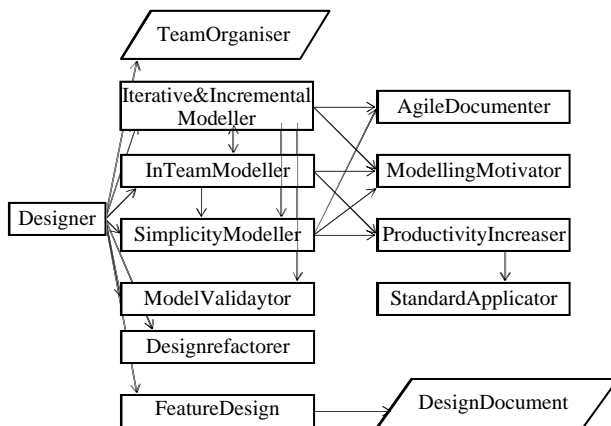 TeamOrganiser
Iterative&Incremental
Modeller
AgileDocumenter
InTeamModeller
ModellingMotivator
Designer
SimplicityModeller
ProductivityIncreaser
ModelValidaytor
StandardApplicator
Designrefactorer
FeatureDesign
DesignDocument